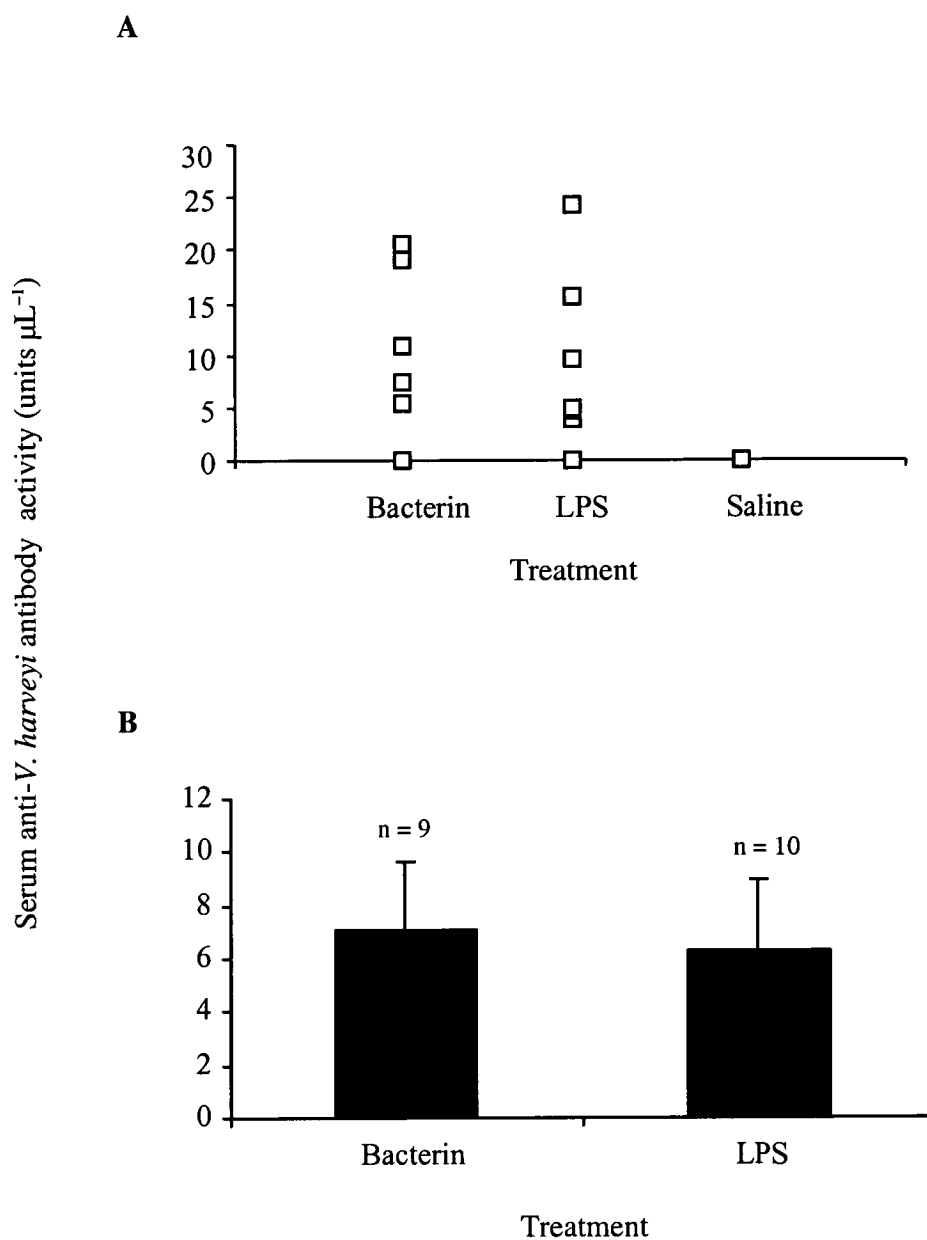 A
Serum anti-V. harveyi antibody activity (units μL⁻¹)
30
25
20
15
10
5
0
Bacterin LPS Saline
Treatment
B
12
10
8
6
4
2
0
n = 9
n = 10
Bacterin LPS
Treatment